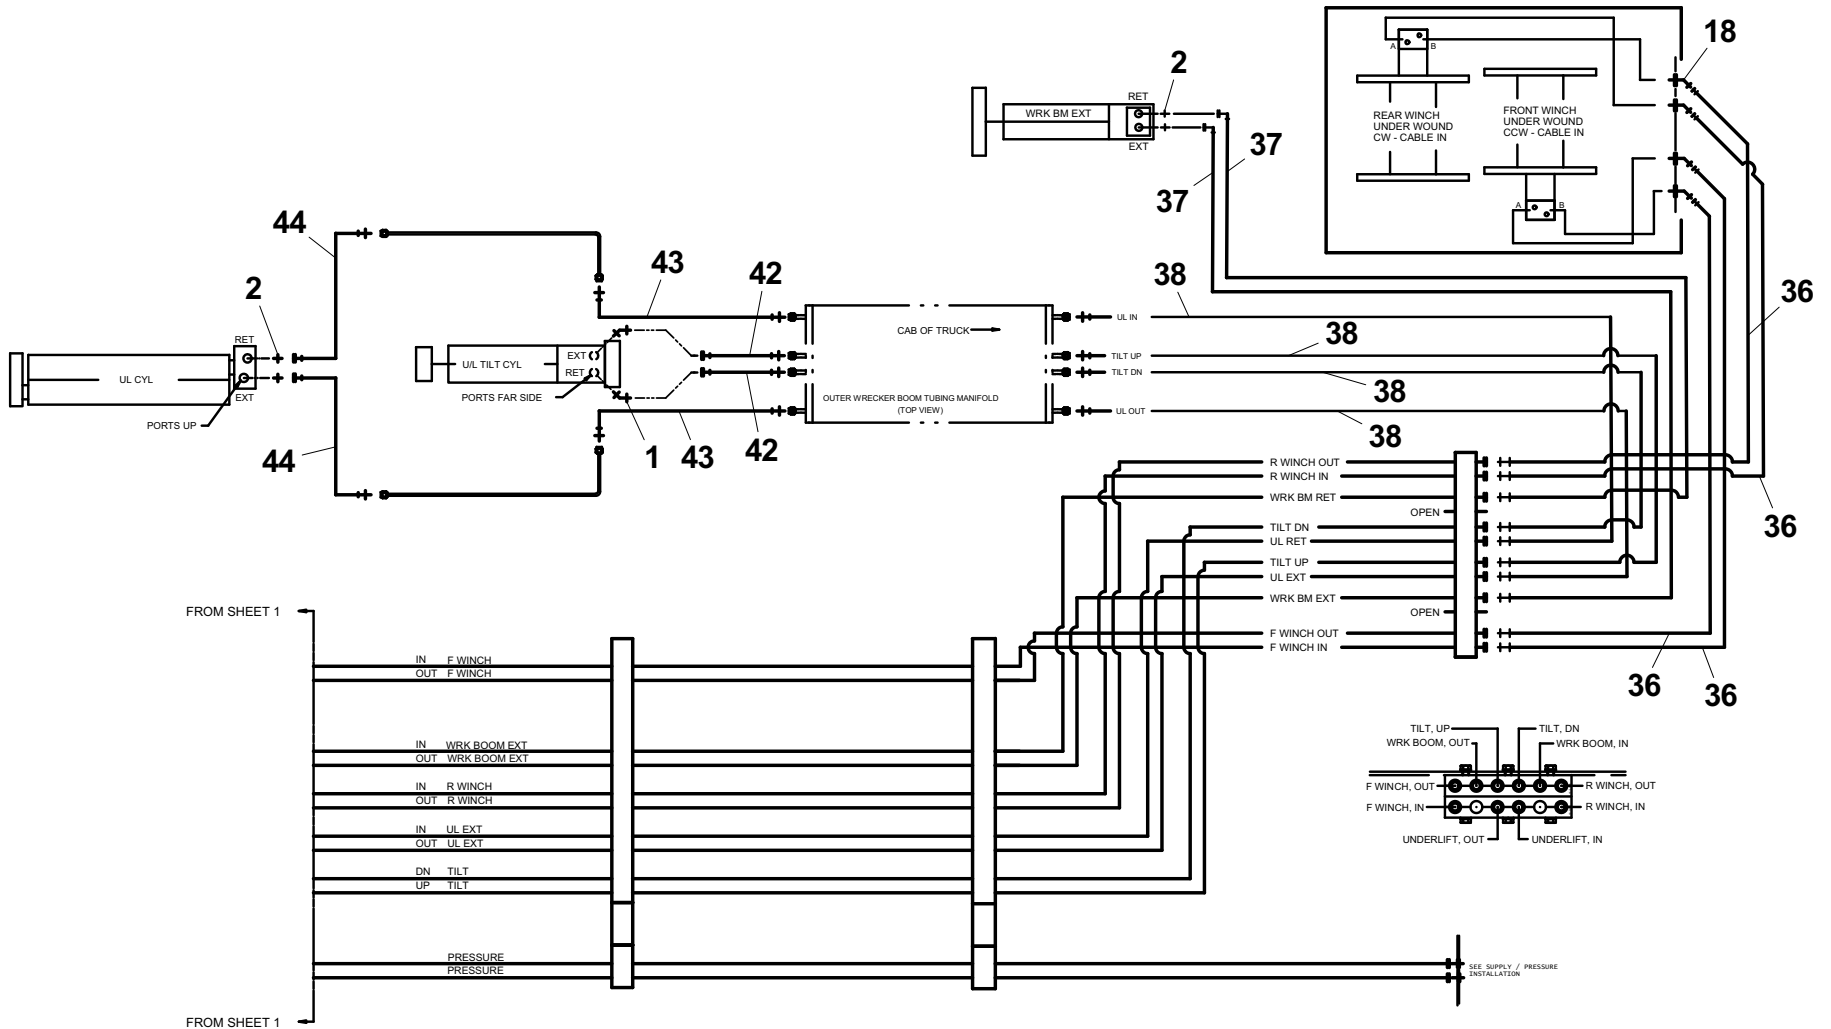 18
2
RET
WRK BM EXT
EXT
37
37
A
B
REAR WINCH
UNDER WOUND
CW - CABLE IN
FRONT WINCH
UNDER WOUND
CCW - CABLE IN
A
B
44
2
RET
UL CYL
EXT
PORTS UP
44
43
42
EXT
U/L TILT CYL
RET
PORTS FAR SIDE
1
43
42
CAB OF TRUCK
OUTER WRECKER BOOM TUBING MANIFOLD
(TOP VIEW)
UL IN
38
TILT UP
38
TILT DN
38
UL OUT
38
36
36
R WINCH OUT
R WINCH IN
WRK BM RET
OPEN
TILT DN
UL RET
TILT UP
UL EXT
WRK BM EXT
OPEN
F WINCH OUT
F WINCH IN
36
36
FROM SHEET 1
IN F WINCH
OUT F WINCH
IN WRK BOOM EXT
OUT WRK BOOM EXT
IN R WINCH
OUT R WINCH
IN UL EXT
OUT UL EXT
DN TILT
UP TILT
PRESSURE
PRESSURE
FROM SHEET 1
TILT, UP
TILT, DN
WRK BOOM, OUT
WRK BOOM, IN
F WINCH, OUT
R WINCH, OUT
F WINCH, IN
R WINCH, IN
UNDERLIFT, OUT
UNDERLIFT, IN
SEE SUPPLY / PRESSURE
INSTALLATION